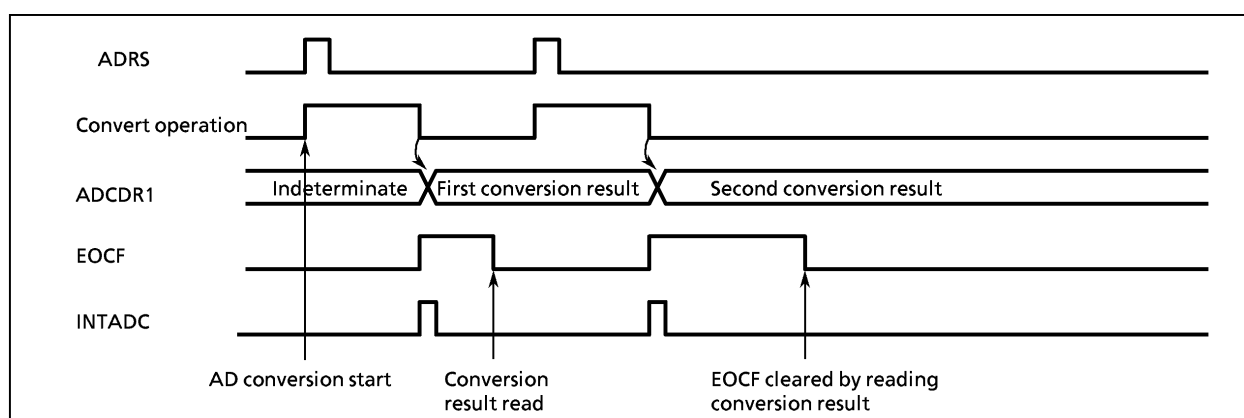 ADRS
Convert operation
ADCDR1
Indeterminate
First conversion result
Second conversion result
EOCF
INTADC
AD conversion start
Conversion
result read
EOCF cleared by reading
conversion result